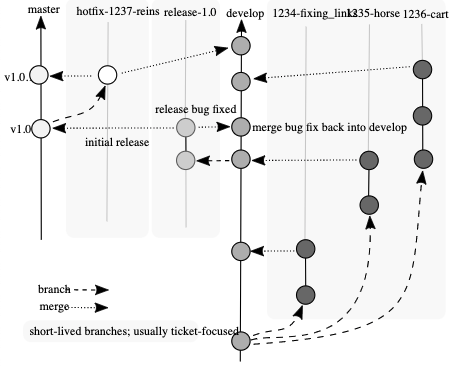 master
hotfix-1237-reins
release-1.0
develop
1234-fixing_links
1235-horse
1236-cart
v1.0.
release bug fixed
v1.0
merge bug fix back into develop
initial release
branch
merge
short-lived branches; usually ticket-focused